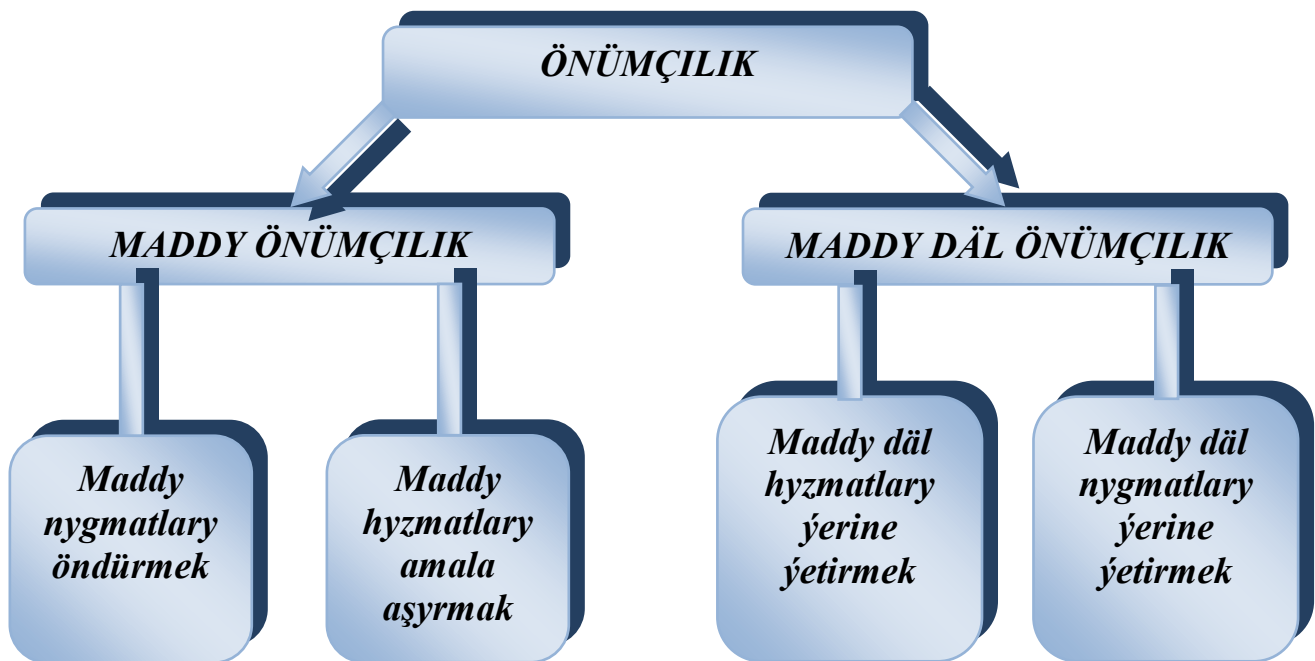 ÖNÜMÇILIK
MADDY ÖNÜMÇILIK
MADDY DÄL ÖNÜMÇILIK
Maddy
nygmatlary
öndürmek
Maddy
hyzmatlary
amala
aşyrmak
Maddy däl
hyzmatlary
ýerine
ýetirmek
Maddy däl
nygmatlary
ýerine
ýetirmek